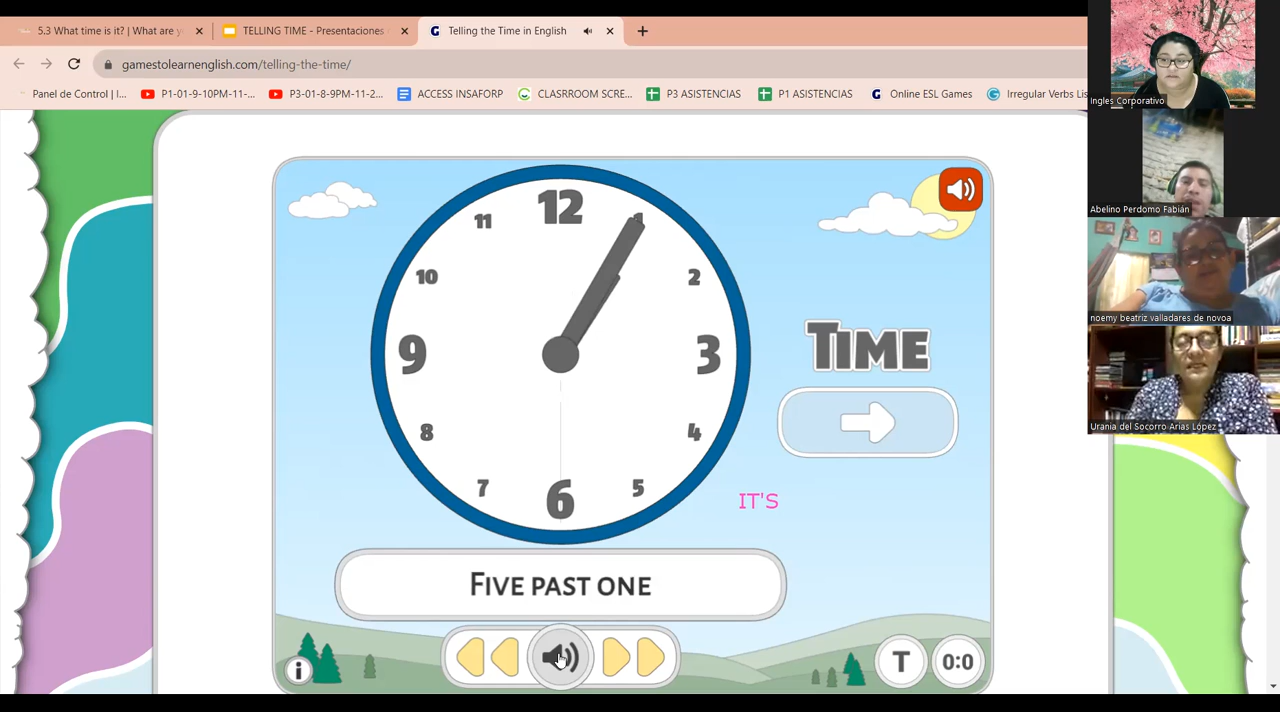 5.3 What time is it? | What are yo
TELLING TIME - Presentaciones
Telling the Time in English
gamestolearnenglish.com/telling-the-time/
Panel de Control | I...
P1-01-9-10PM-11-...
P3-01-8-9PM-11-2...
ACCESS INSAFORP
CLASRROOM SCRE...
P3 ASISTENCIAS
P1 ASISTENCIAS
Online ESL Games
Irregular Verbs Lis
Ingles Corporativo
Abelino Perdomo Fabián
noemy beatriz valladares de novoa
Urania del Socorro Arias López
12
11
1
10
2
9
3
8
4
7
5
6
TIME
IT'S
FIVE PAST ONE
i
T
0:0